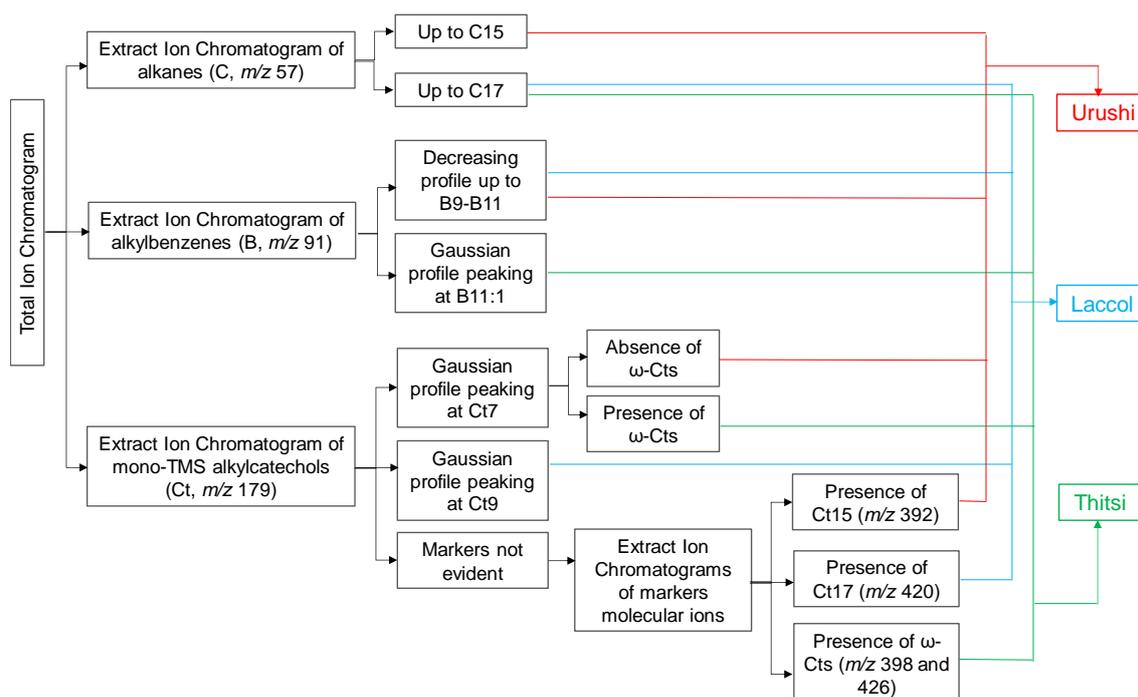 Total Ion Chromatogram
Extract Ion Chromatogram of
alkanes (C, m/z 57)
Up to C15
Up to C17
Extract Ion Chromatogram of
alkylbenzenes (B, m/z 91)
Decreasing
profile up to
B9-B11
Gaussian
profile peaking
at B11:1
Extract Ion Chromatogram of
mono-TMS alkylcatechols
(Ct, m/z 179)
Gaussian
profile peaking
at Ct7
Absence of
ω-Cts
Presence of
ω-Cts
Gaussian
profile peaking
at Ct9
Markers not
evident
Extract Ion
Chromatograms
of markers
molecular ions
Presence of
Ct15 (m/z 392)
Presence of
Ct17 (m/z 420)
Presence of ω-
Cts (m/z 398 and
426)
Urushi
Laccol
Thitsi